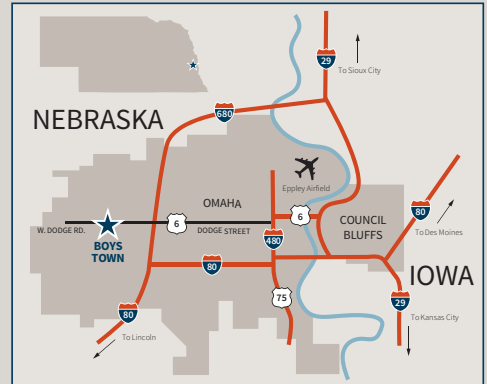 29
To Sioux City
NEBRASKA
680
Eppley Airfield
OMAHA
6
6
W. DODGE RD.
DODGE STREET
COUNCIL
BLUFFS
80
To Des Moines
BOYS
TOWN
480
80
IOWA
75
29
80
To Kansas City
To Lincoln